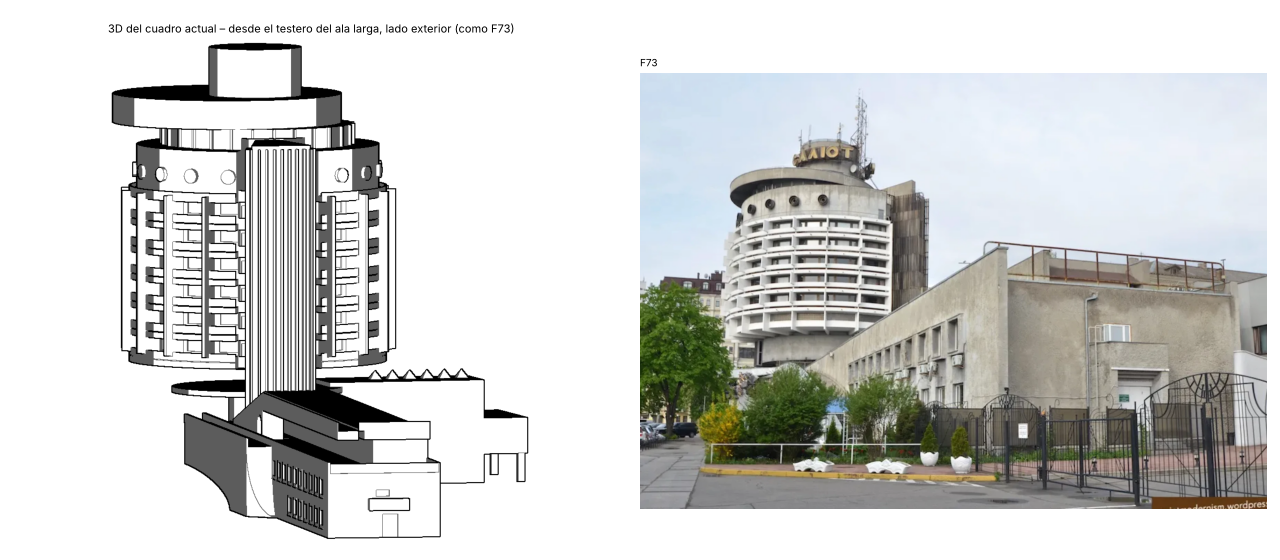 3D del cuadro actual – desde el testero del ala larga, lado exterior (como F73)
F73
САЛЮТ